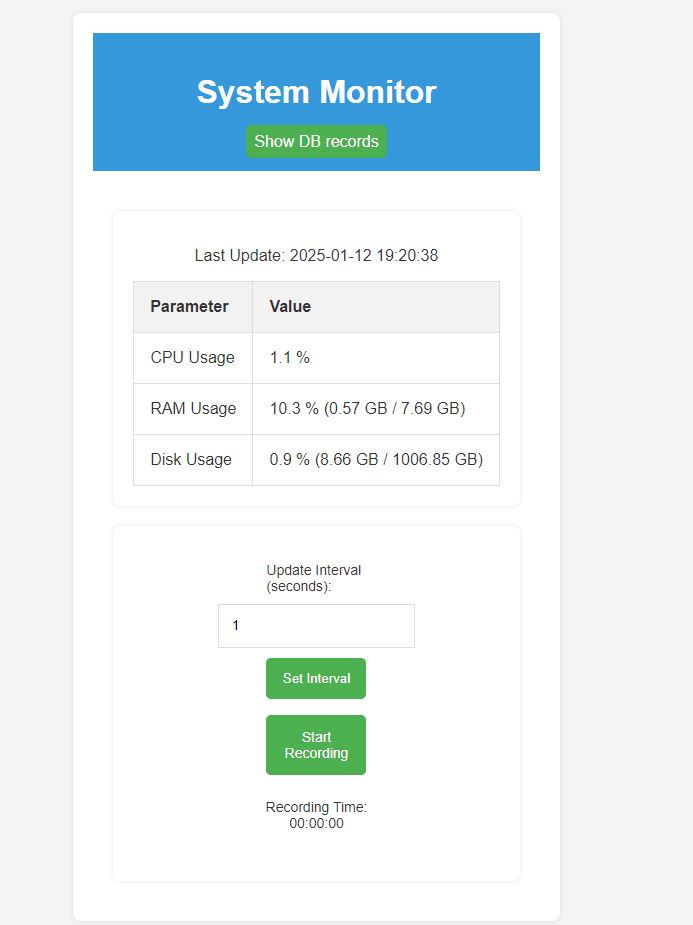 System Monitor
Show DB records
Last Update: 2025-01-12 19:20:38
Parameter Value
CPU Usage 1.1 %
RAM Usage 10.3 % (0.57 GB / 7.69 GB)
Disk Usage 0.9 % (8.66 GB / 1006.85 GB)
Update Interval
(seconds):
1
Set Interval
Start
Recording
Recording Time:
00:00:00